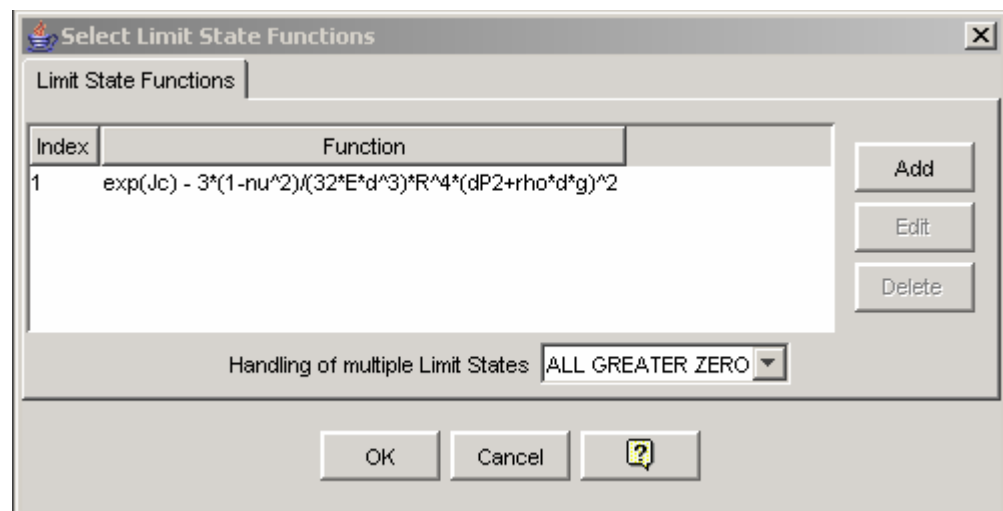 Select Limit State Functions
Limit State Functions
Index Function
1 exp(Jc) - 3*(1-nu^2)/(32*E*d^3)*R^4*(dP2+rho*d*g)^2
Add
Edit
Delete
Handling of multiple Limit States ALL GREATER ZERO
OK Cancel ?